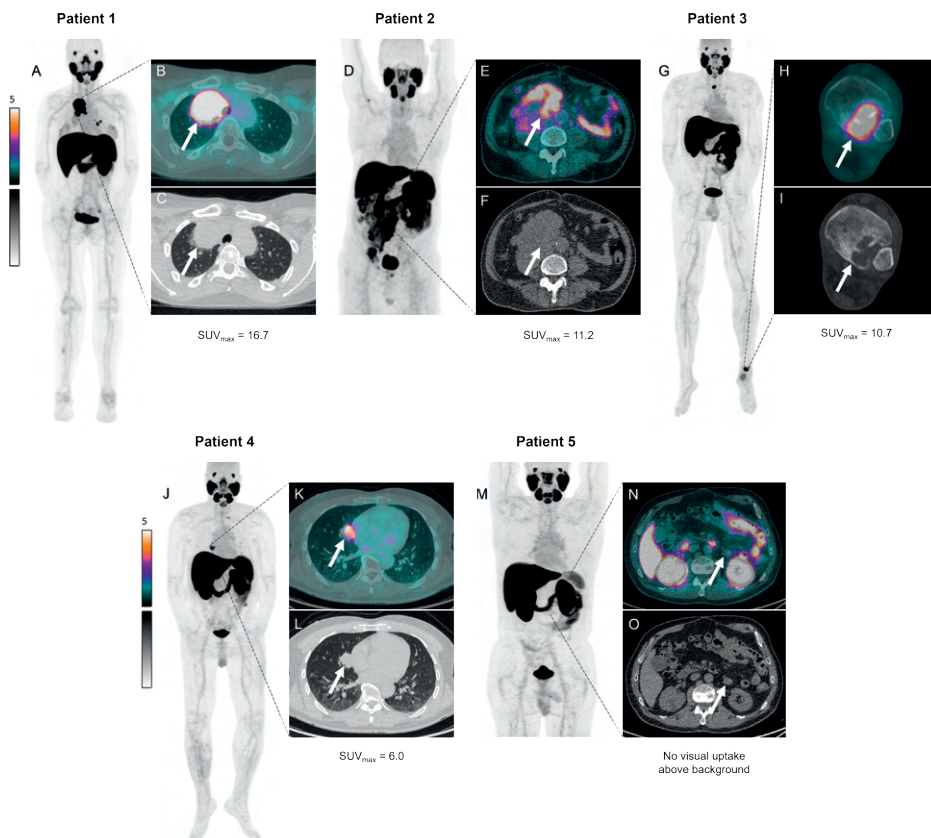 Patient 1
Patient 2
Patient 3
A
B
C
D
E
F
G
H
I
5
SUVmax = 16.7
SUVmax = 11.2
SUVmax = 10.7
Patient 4
Patient 5
J
K
L
M
N
O
5
SUVmax = 6.0
No visual uptake
above background